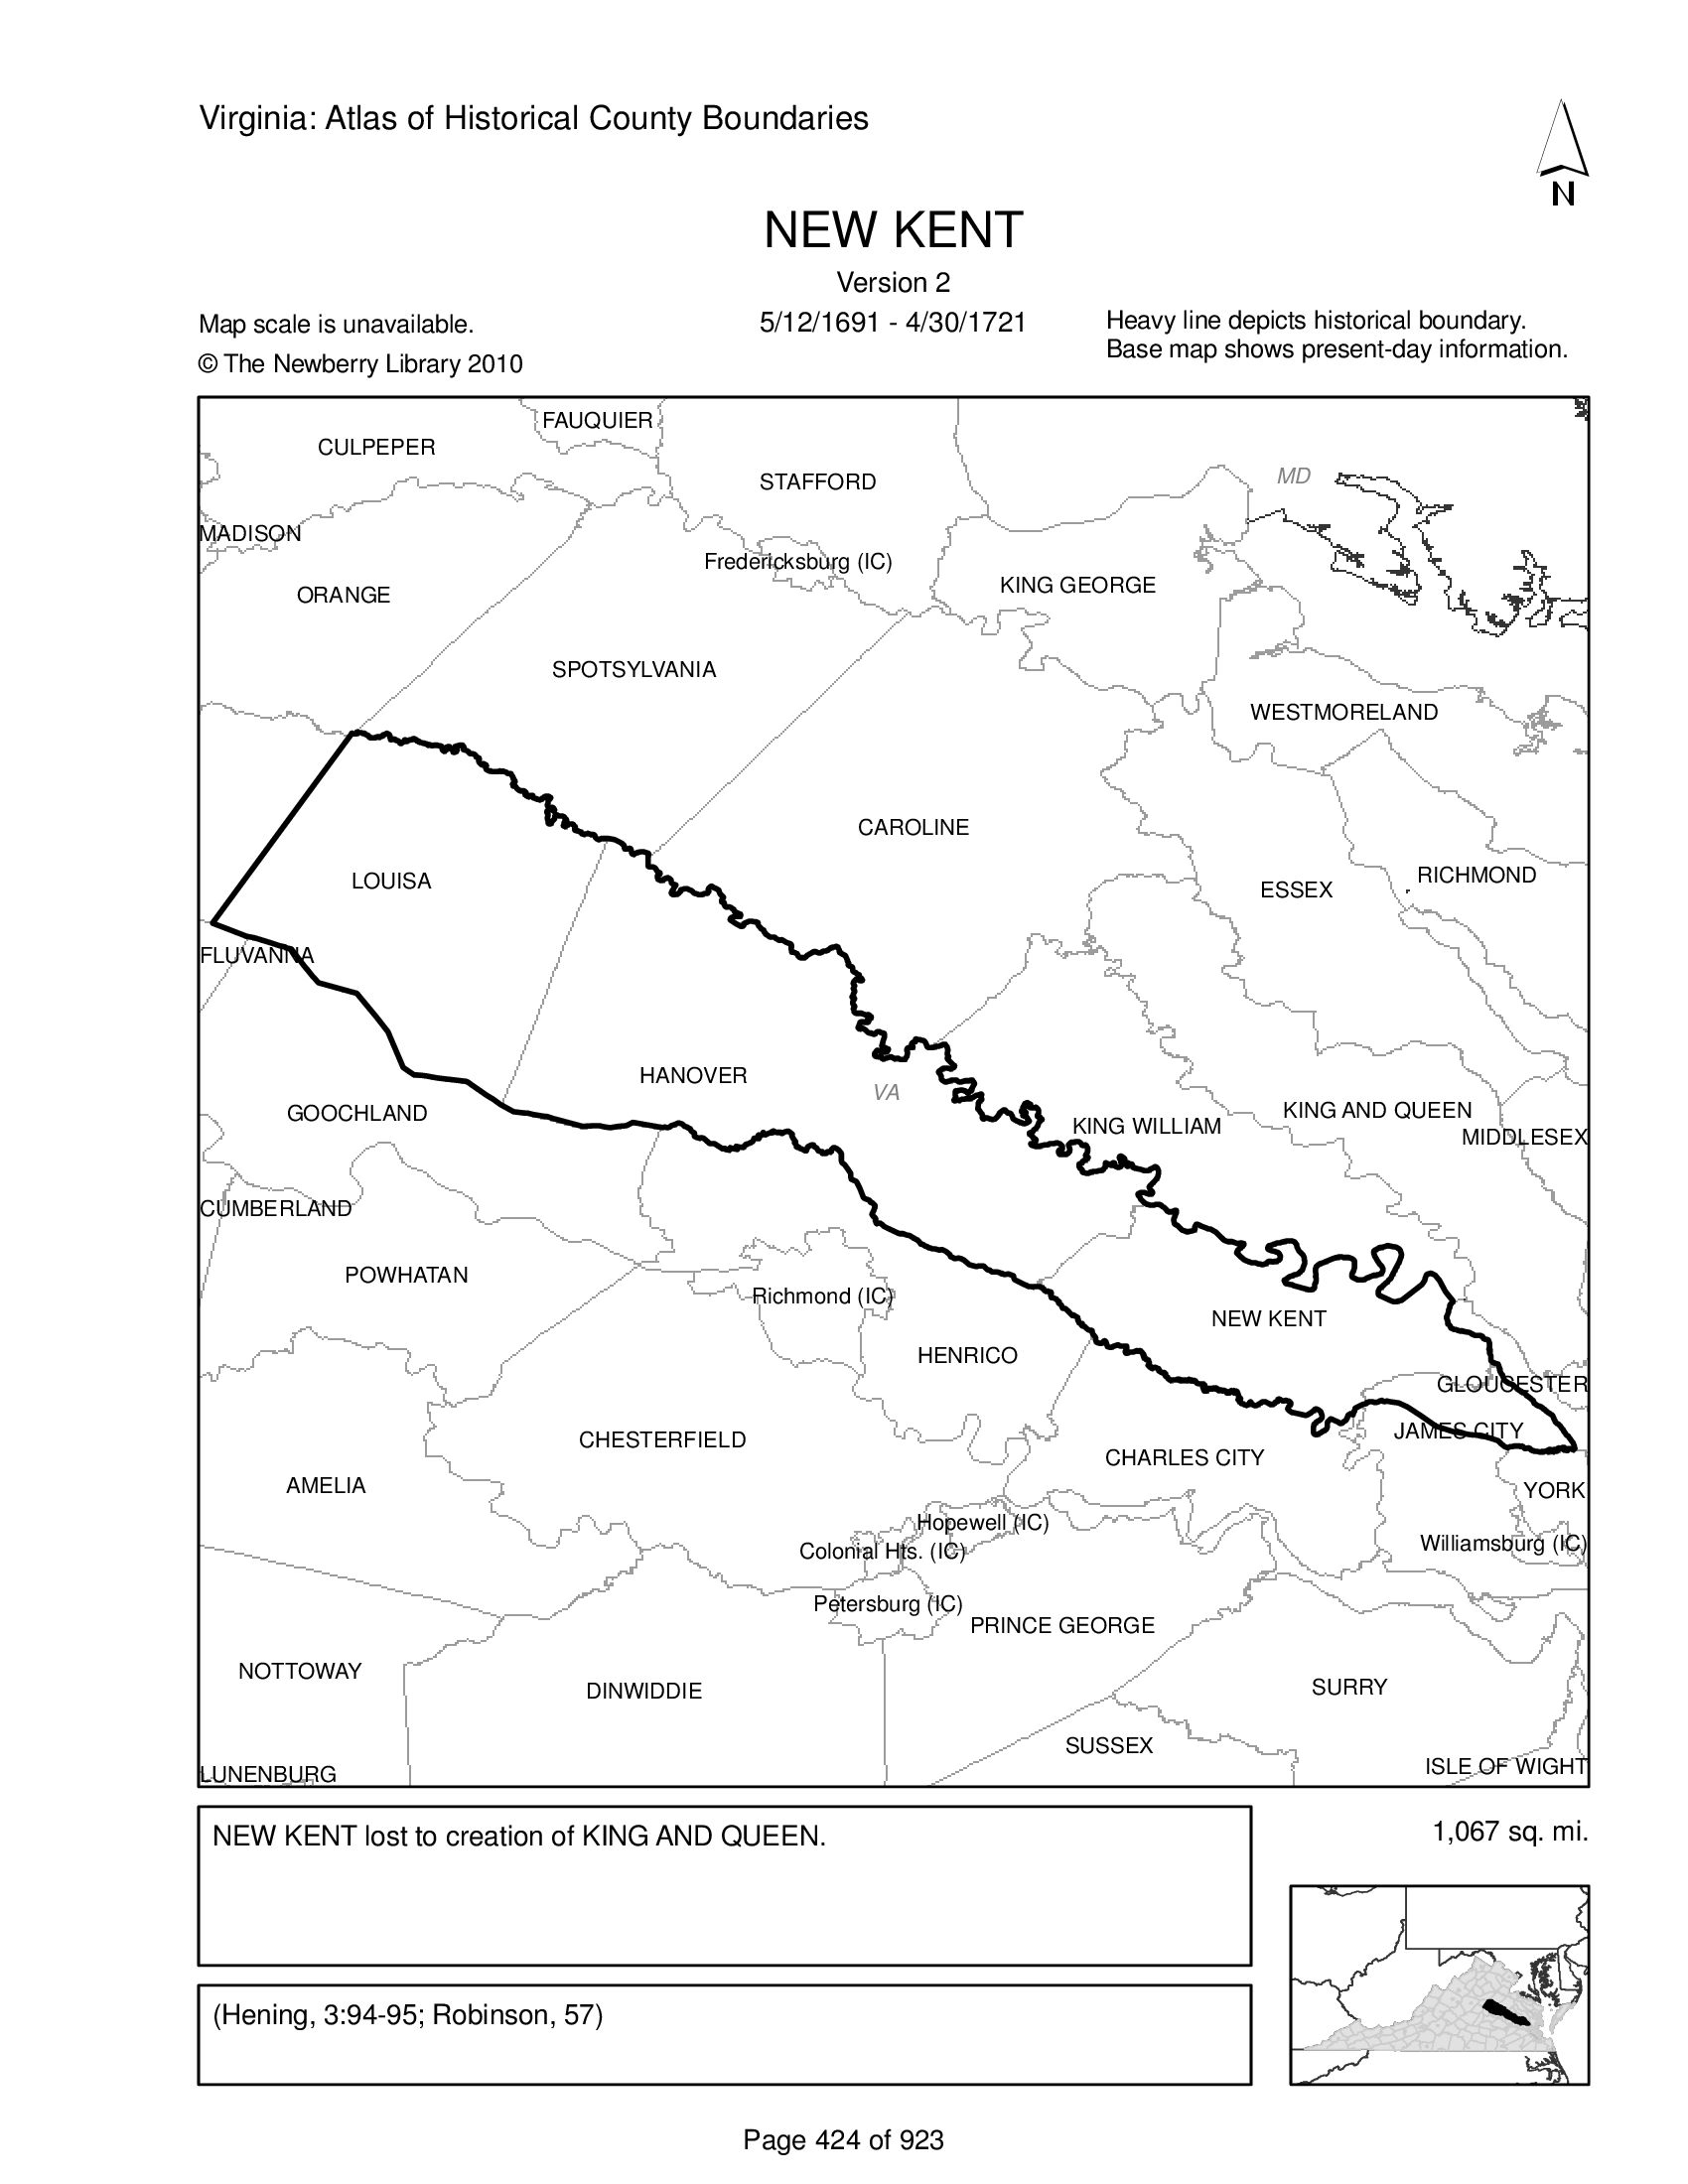 Virginia: Atlas of Historical County Boundaries
N
NEW KENT
Version 2
5/12/1691 - 4/30/1721
Map scale is unavailable.
© The Newberry Library 2010
Heavy line depicts historical boundary.
Base map shows present-day information.
FAUQUIER
CULPEPER
STAFFORD
MD
MADISON
Fredericksburg (IC)
KING GEORGE
ORANGE
SPOTSYLVANIA
WESTMORELAND
CAROLINE
LOUISA
RICHMOND
ESSEX
FLUVANNA
HANOVER
VA
GOOCHLAND
KING AND QUEEN
KING WILLIAM
MIDDLESEX
CUMBERLAND
POWHATAN
Richmond (IC)
NEW KENT
HENRICO
GLOUCESTER
JAMES CITY
CHESTERFIELD
CHARLES CITY
AMELIA
YORK
Hopewell (IC)
Williamsburg (IC)
Colonial Hts. (IC)
Petersburg (IC)
PRINCE GEORGE
NOTTOWAY
DINWIDDIE
SURRY
SUSSEX
ISLE OF WIGHT
LUNENBURG
NEW KENT lost to creation of KING AND QUEEN.
1,067 sq. mi.
(Hening, 3:94-95; Robinson, 57)
Page 424 of 923